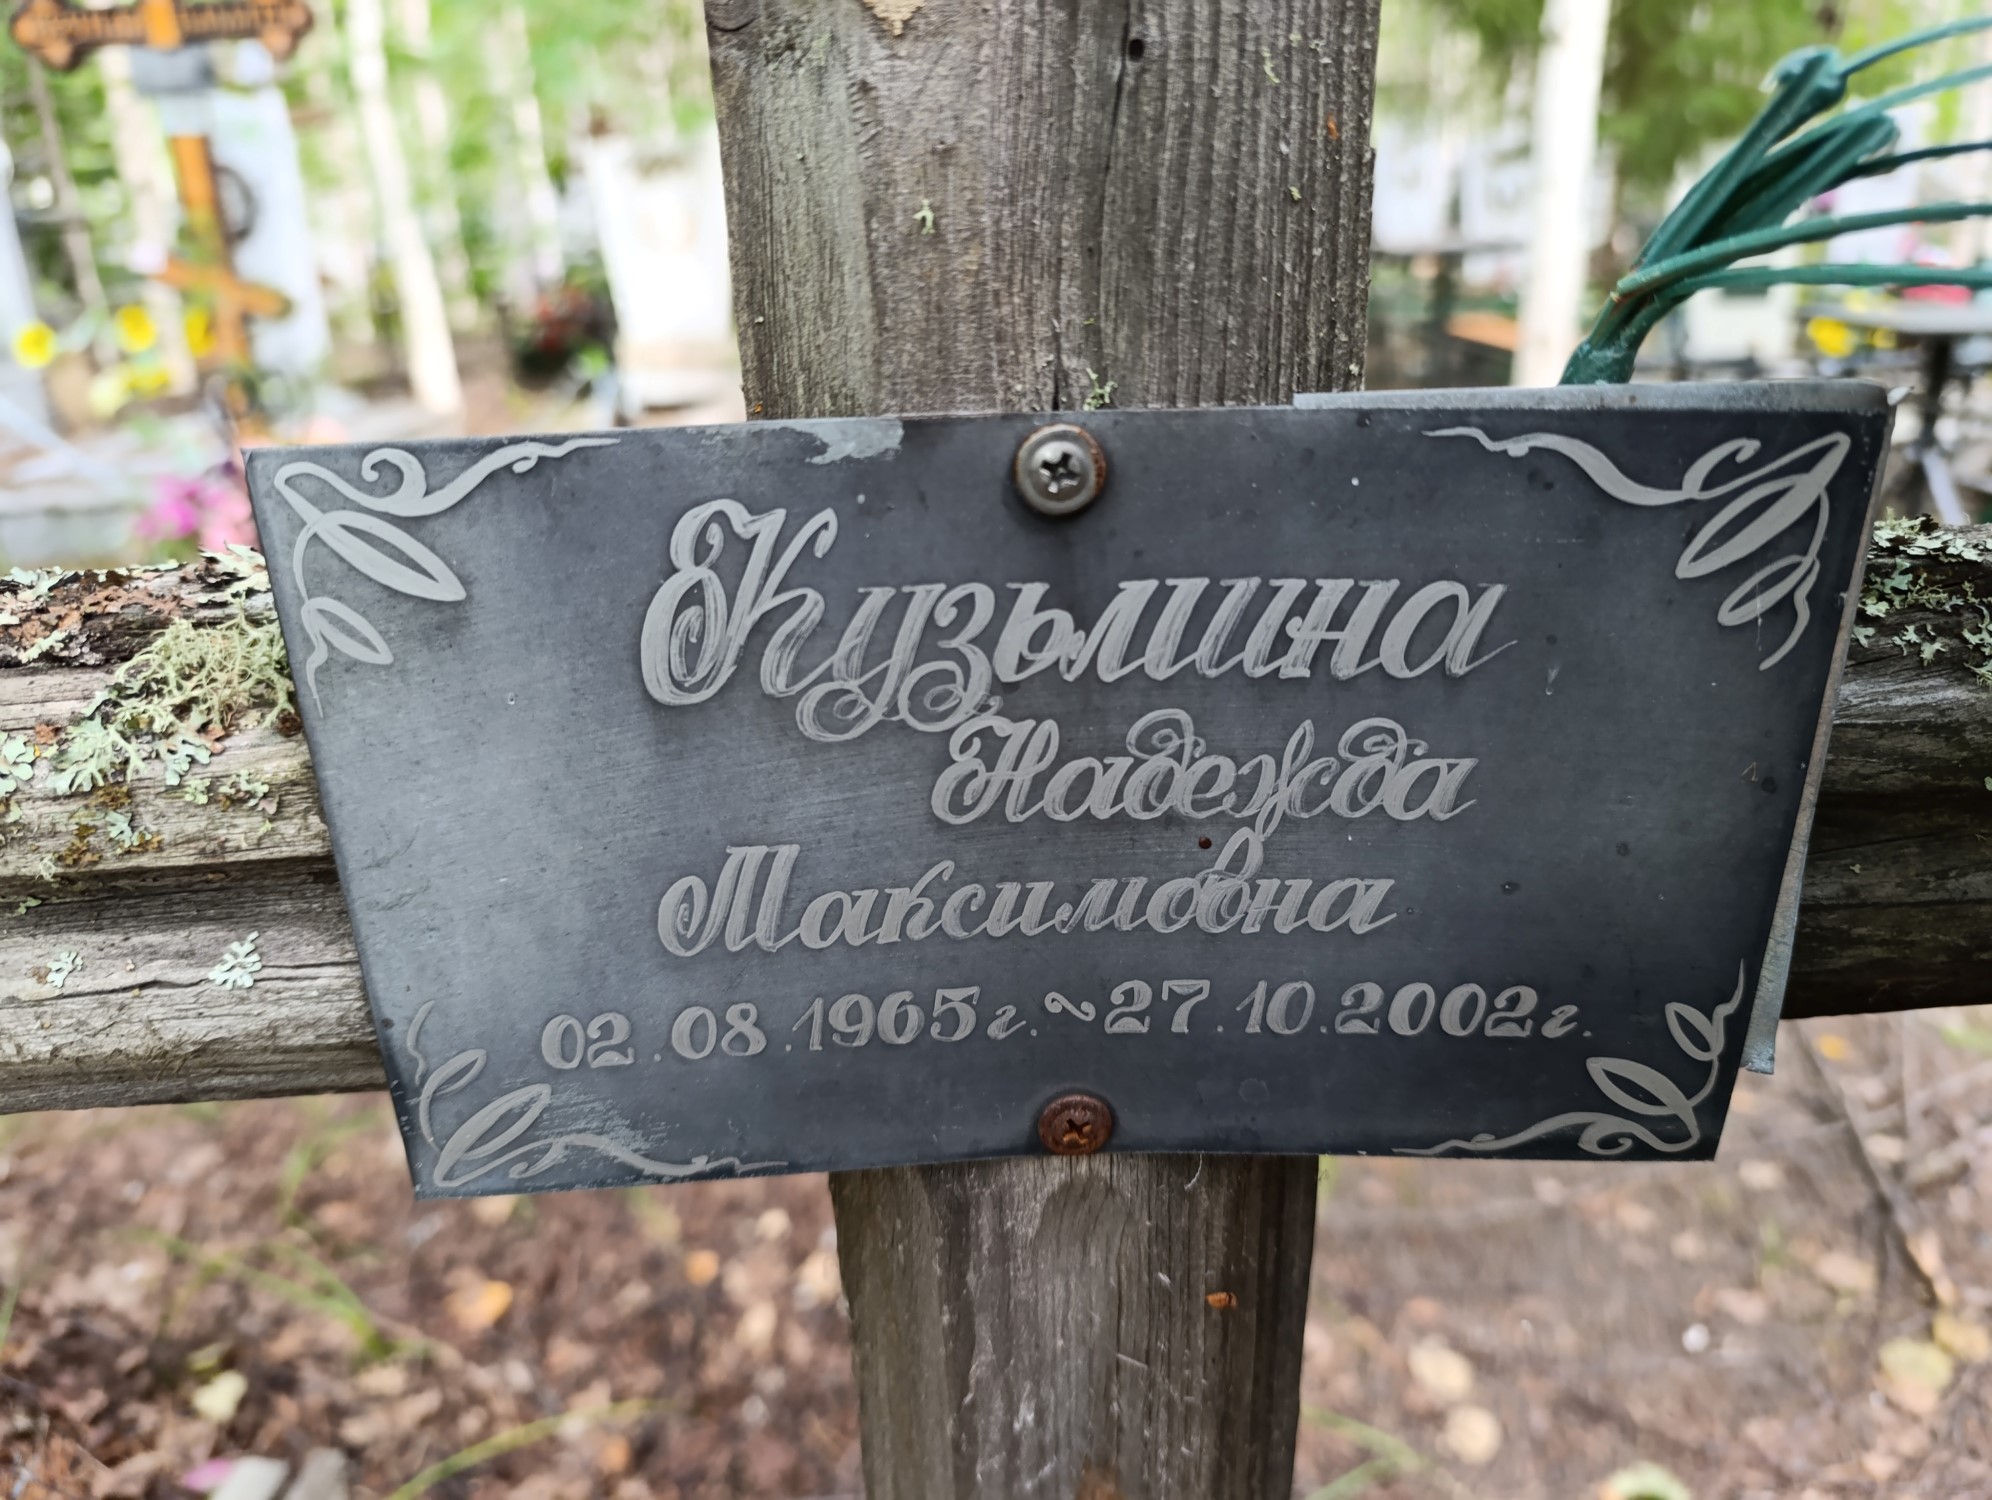 Кузьмина
Надежда
Максимовна
02.08.1965г.~27.10.2002г.